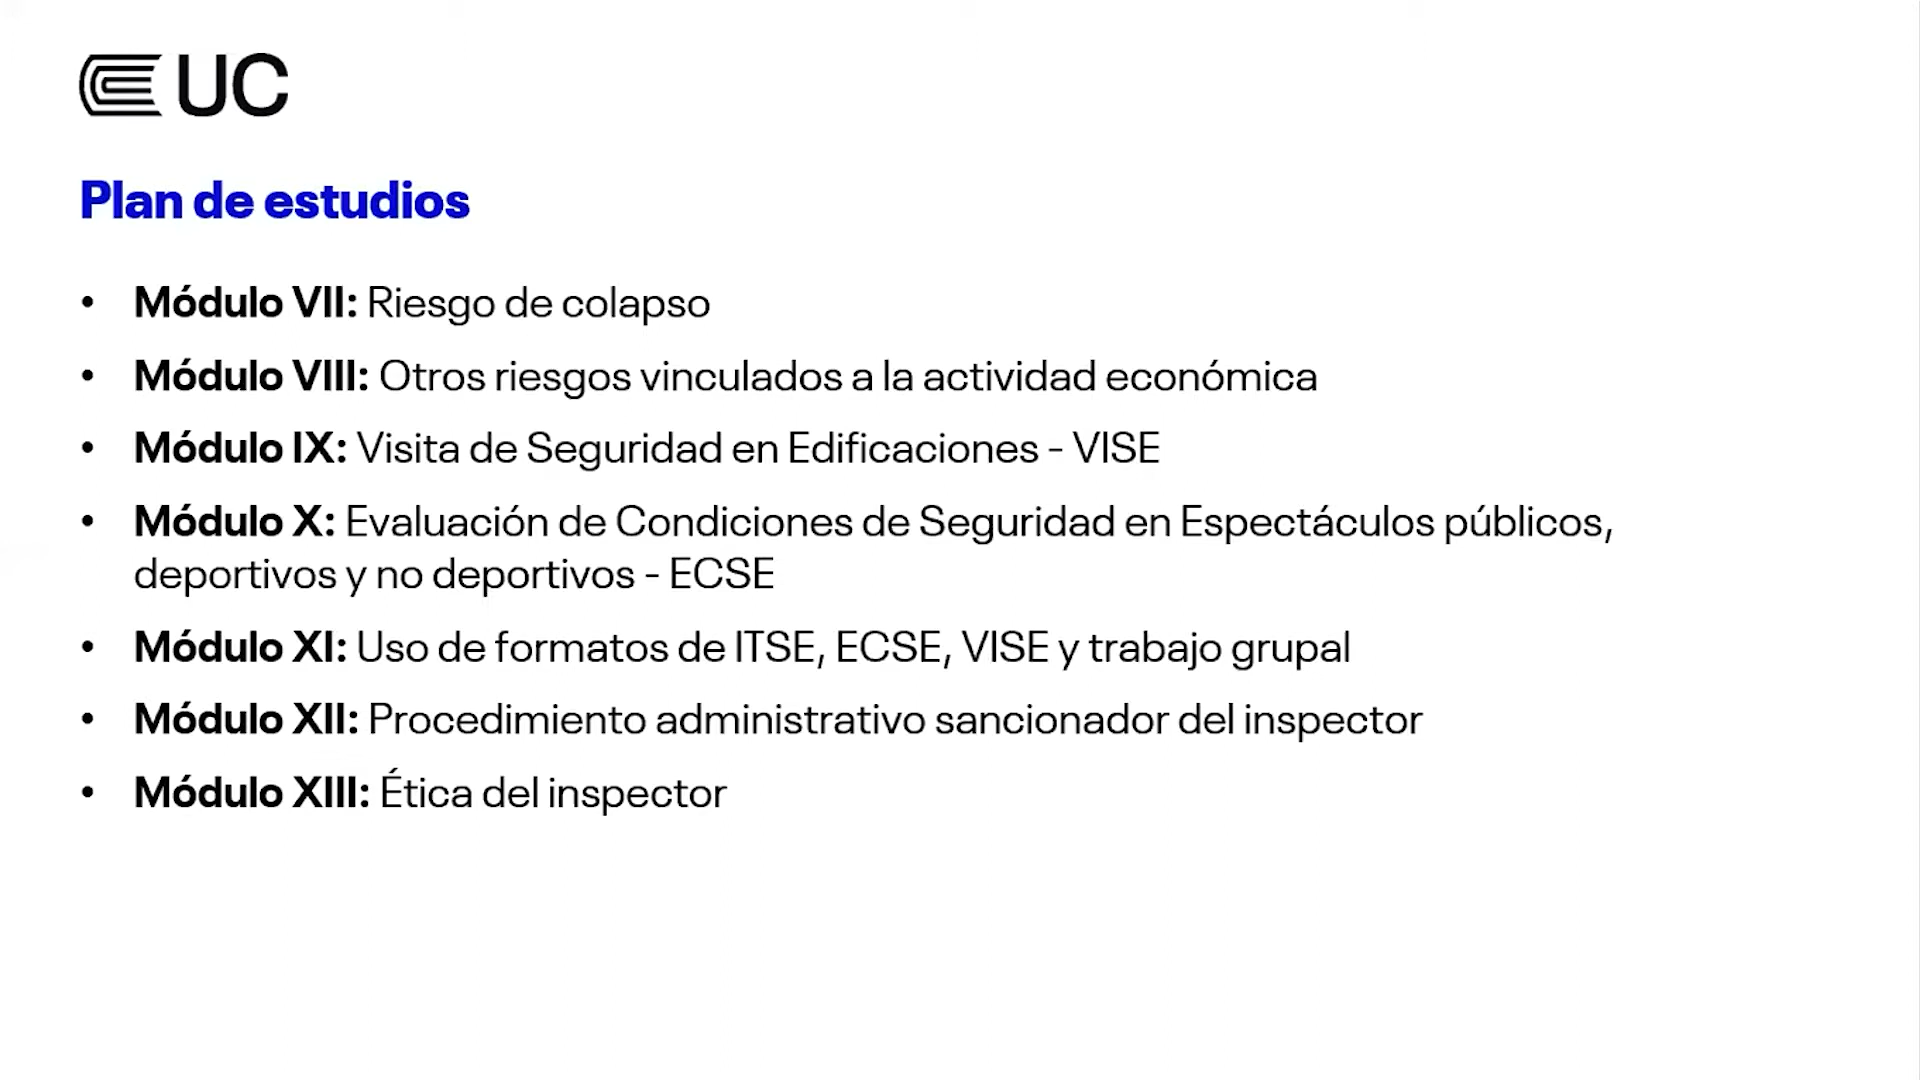 UC
Plan de estudios
• Módulo VII: Riesgo de colapso
• Módulo VIII: Otros riesgos vinculados a la actividad económica
• Módulo IX: Visita de Seguridad en Edificaciones - VISE
• Módulo X: Evaluación de Condiciones de Seguridad en Espectáculos públicos,
deportivos y no deportivos - ECSE
• Módulo XI: Uso de formatos de ITSE, ECSE, VISE y trabajo grupal
• Módulo XII: Procedimiento administrativo sancionador del inspector
• Módulo XIII: Ética del inspector